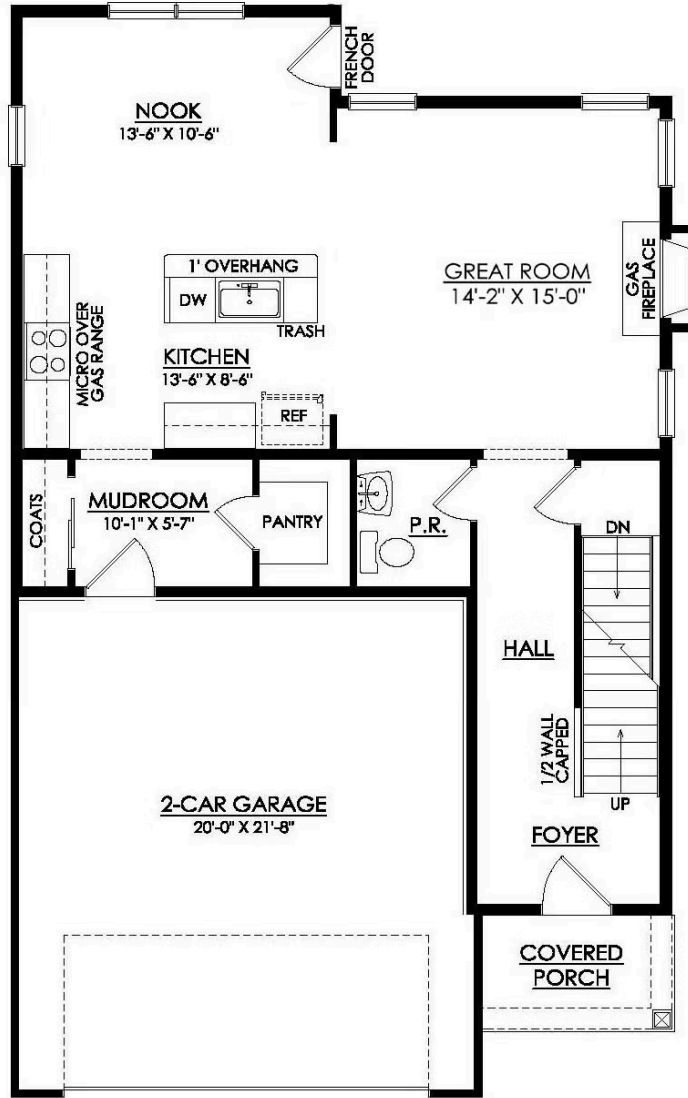 FRENCH
DOOR
NOOK
13'-6" X 10'-6"
1' OVERHANG
DW
TRASH
MICRO OVER
GAS RANGE
KITCHEN
13'-6" X 8'-6"
REF
GREAT ROOM
14'-2" X 15'-0"
GAS
FIREPLACE
COATS
MUDROOM
10'-1" X 5'-7"
PANTRY
P.R.
DN
HALL
1/2 WALL
CAPPED
UP
2-CAR GARAGE
20'-0" X 21'-8"
FOYER
COVERED
PORCH